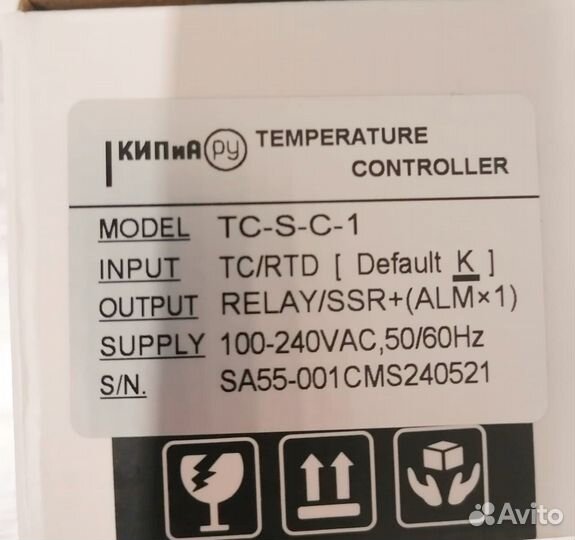 КИПиА РУ TEMPERATURE
CONTROLLER
MODEL TC-S-C-1
INPUT TC/RTD [ Default K ]
OUTPUT RELAY/SSR+(ALM×1)
SUPPLY 100-240VAC,50/60Hz
S/N. SA55-001CMS240521
Avito